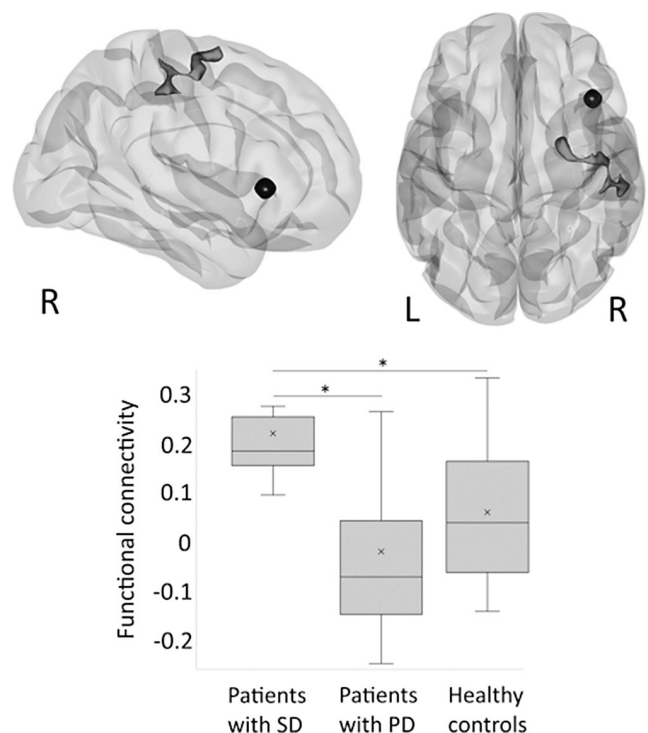 R
L
R
*
*
Functional connectivity
0.3
0.2
0.1
0
-0.1
-0.2
Patients
with SD
Patients
with PD
Healthy
controls